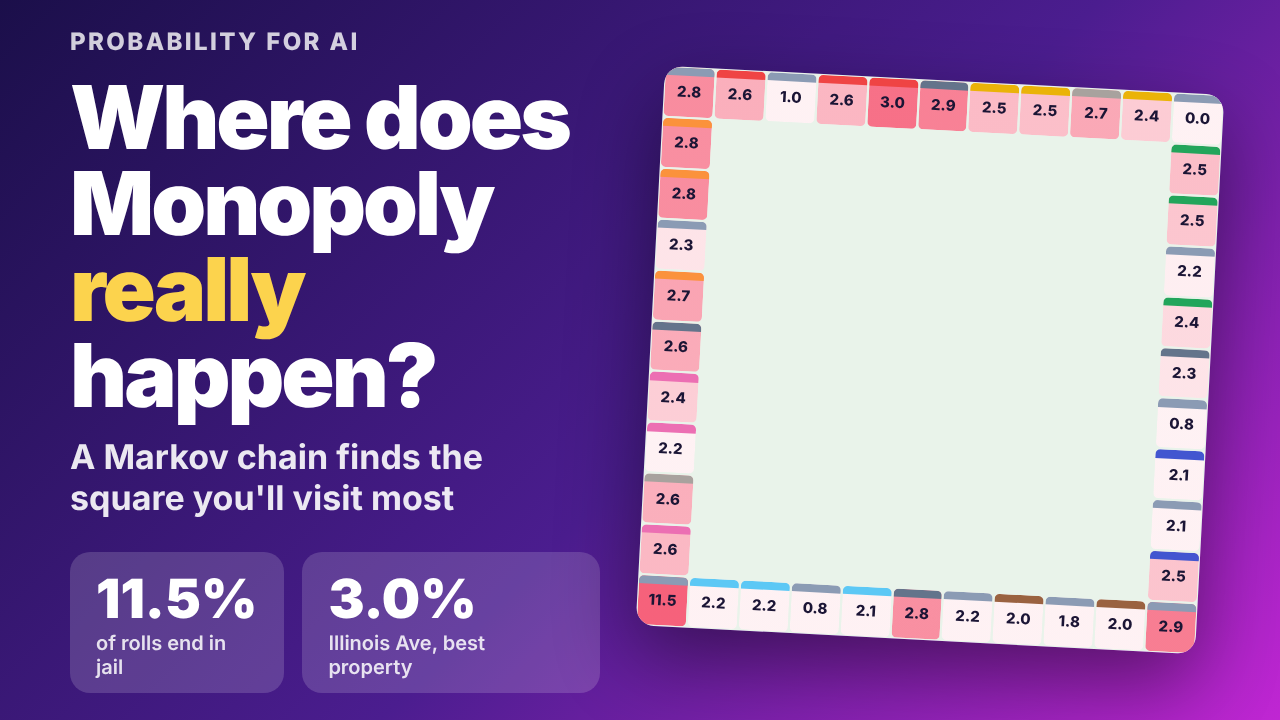 PROBABILITY FOR AI
Where does
Monopoly
really
happen?
A Markov chain finds the
square you'll visit most
11.5%
of rolls end in
jail
3.0%
Illinois Ave, best
property
2.8 2.6 1.0 2.6 3.0 2.9 2.5 2.5 2.7 2.4 0.0
2.8 2.5
2.8 2.5
2.3 2.2
2.7 2.4
2.6 2.3
2.4 0.8
2.2 2.1
2.6 2.1
2.6 2.5
11.5 2.2 2.2 0.8 2.1 2.8 2.2 2.0 1.8 2.0 2.9